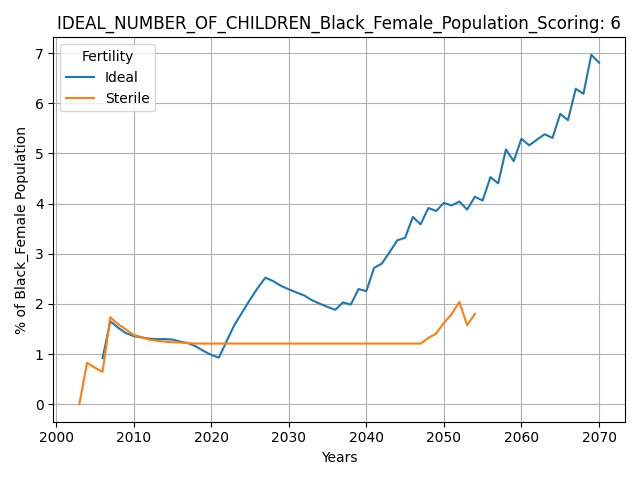 IDEAL_NUMBER_OF_CHILDREN_Black_Female_Population_Scoring: 6
Fertility
Ideal
Sterile
% of Black_Female Population
7
6
5
4
3
2
1
0
2000 2010 2020 2030 2040 2050 2060 2070
Years